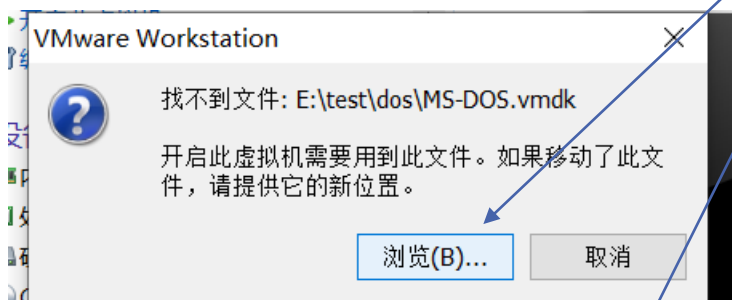 VMware Workstation
找不到文件: E:\test\dos\MS-DOS.vmdk
开启此虚拟机需要用到此文件。如果移动了此文
件，请提供它的新位置。
浏览(B)...
取消